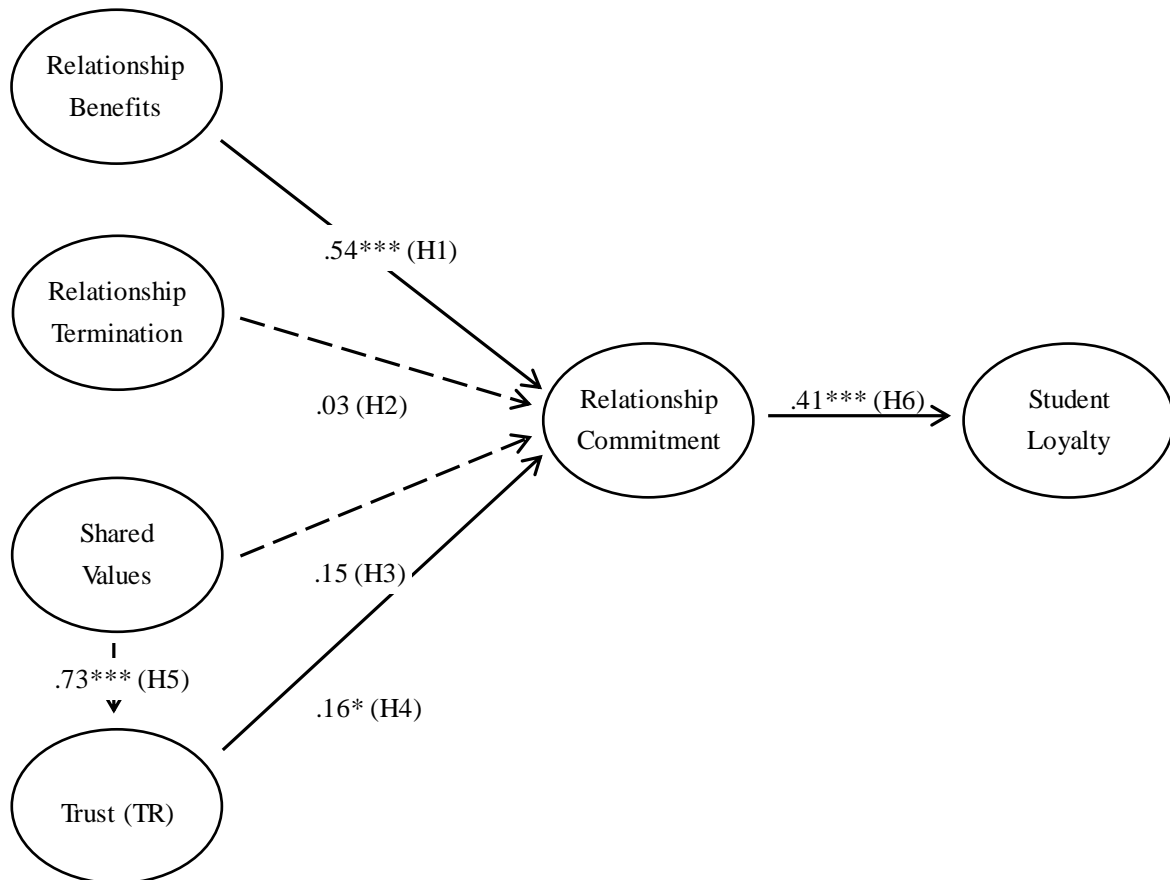 Relationship
Benefits
.54*** (H1)
Relationship
Termination
.03 (H2)
Relationship
Commitment
.41*** (H6)
Student
Loyalty
Shared
Values
.15 (H3)
.73*** (H5)
.16* (H4)
Trust (TR)